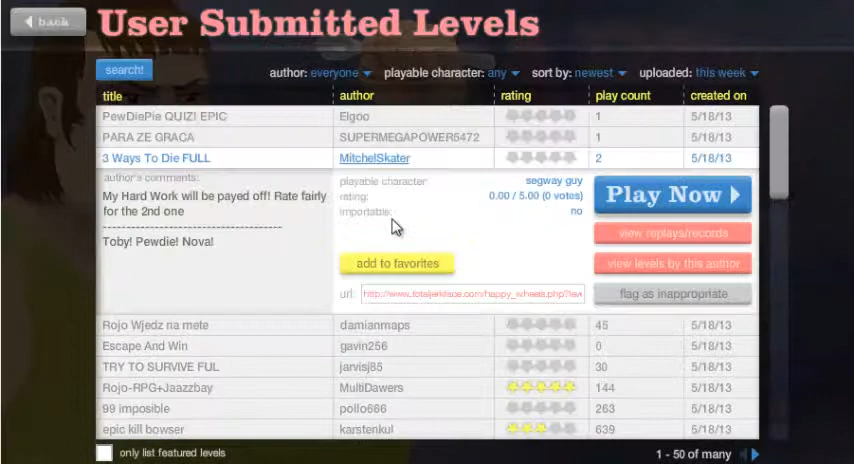 back
User Submitted Levels
search!
author: everyone playable character: any sort by: newest uploaded: this week
title author rating play count created on
PewDiePie QUIZ! EPIC Elgoo 1 5/18/13
PARA ZE GRACA SUPERMEGAPOWER5472 1 5/18/13
3 Ways To Die FULL MitchelSkater 2 5/18/13
author's comments:
My Hard Work will be payed off! Rate fairly
for the 2nd one
------------------------------------
Toby! Pewdie! Nova!
playable character: segway guy
rating: 0.00 / 5.00 (0 votes)
importable: no
add to favorites
url: http://www.totaljerkface.com/happy_wheels.php?lev
Play Now
view replays/records
view levels by this author
flag as inappropriate
Rojo Wjedz na mete damianmaps 45 5/18/13
Escape And Win gavin256 0 5/18/13
TRY TO SURVIVE FUL jarvisj85 30 5/18/13
Rojo-RPG+Jaazzbay MultiDawers 144 5/18/13
99 imposible pollo666 263 5/18/13
epic kill bowser karstenkul 639 5/18/13
only list featured levels
1 - 50 of many